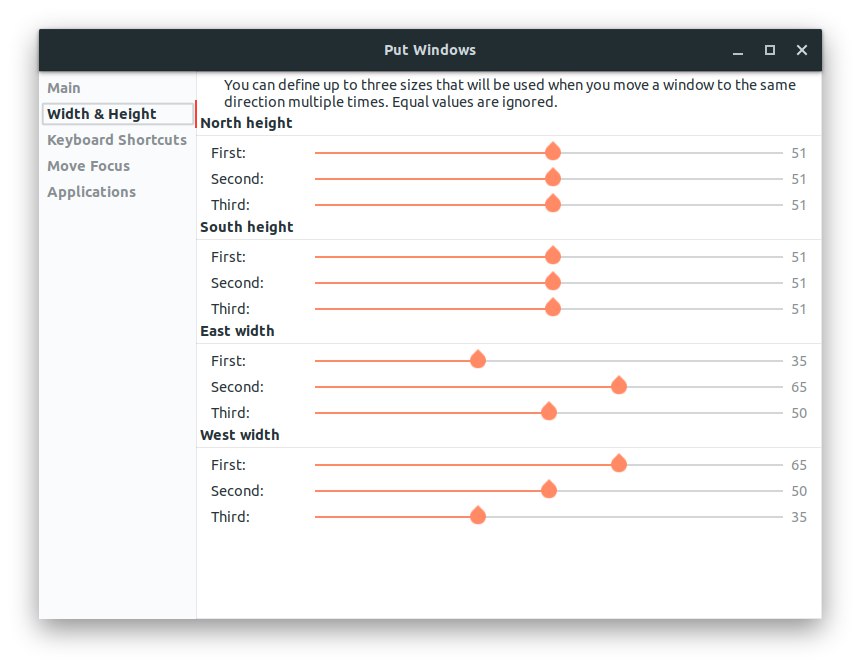 Put Windows
Main
Width & Height
Keyboard Shortcuts
Move Focus
Applications
You can define up to three sizes that will be used when you move a window to the same
direction multiple times. Equal values are ignored.
North height
First: 51
Second: 51
Third: 51
South height
First: 51
Second: 51
Third: 51
East width
First: 35
Second: 65
Third: 50
West width
First: 65
Second: 50
Third: 35